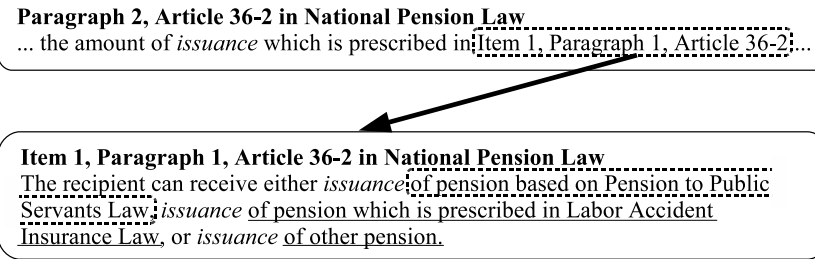 Paragraph 2, Article 36-2 in National Pension Law
... the amount of issuance which is prescribed in Item 1, Paragraph 1, Article 36-2 ...
Item 1, Paragraph 1, Article 36-2 in National Pension Law
The recipient can receive either issuance of pension based on Pension to Public
Servants Law, issuance of pension which is prescribed in Labor Accident
Insurance Law, or issuance of other pension.